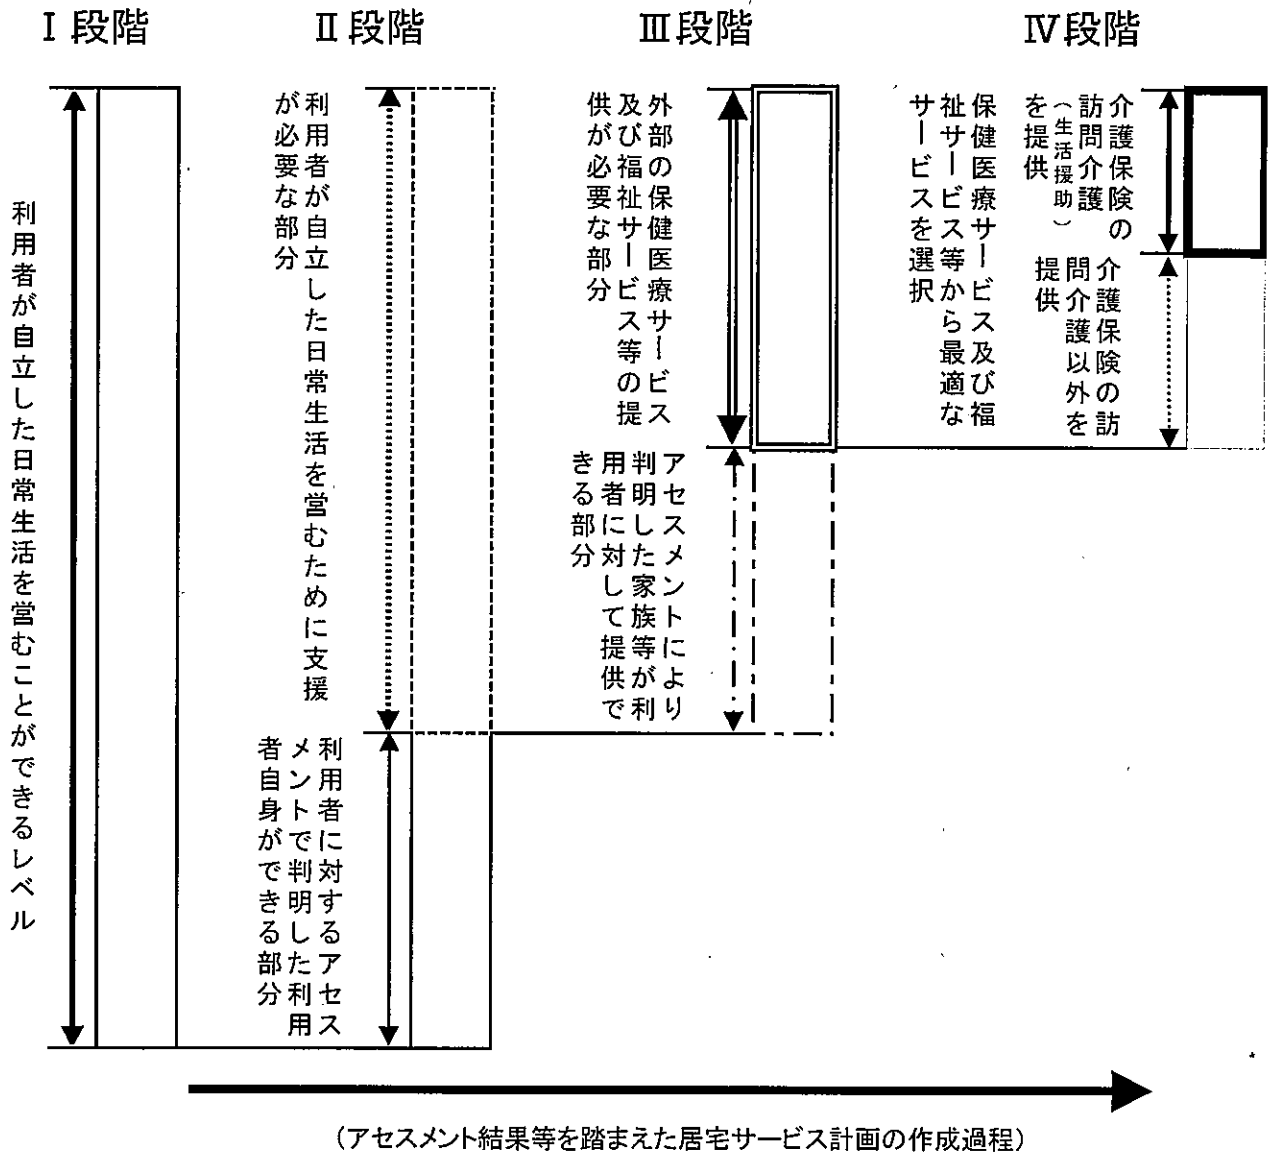 Ⅰ段階
Ⅱ段階
Ⅲ段階
Ⅳ段階
利用者が自立した日常生活を営むことができるレベル
利用者が自立した日常生活を営むために支援
が必要な部分
利用者に対するアセス
メントで判明した利用
者自身ができる部分
外部の保健医療サービス
及び福祉サービス等の提
供が必要な部分
アセスメントにより
判明した家族等が利
用者に対して提供で
きる部分
保健医療サービス及び福
祉サービス等から最適な
サービスを選択
介護保険の
訪問介護
(生活援助)
を提供
介護保険の訪
問介護以外を
提供
(アセスメント結果等を踏まえた居宅サービス計画の作成過程)